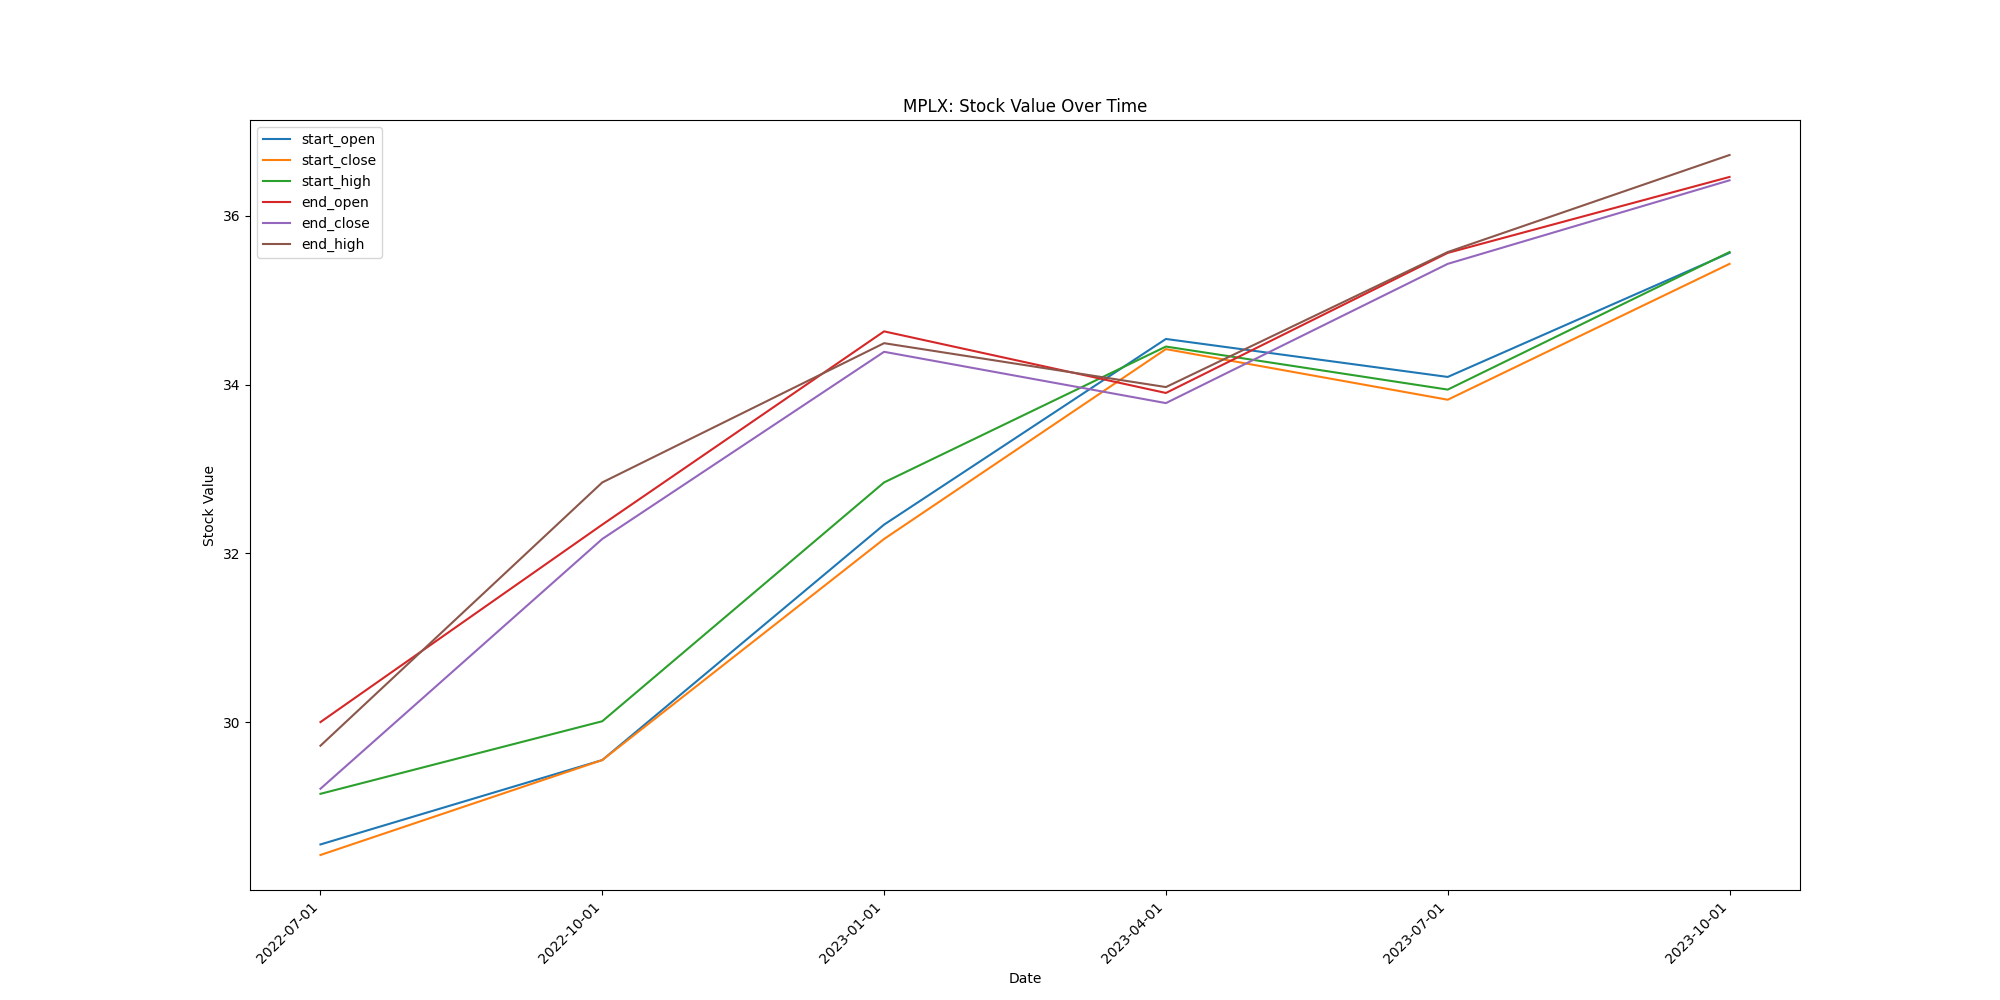 MPLX: Stock Value Over Time
start_open
start_close
start_high
end_open
end_close
end_high
Stock Value
36
34
32
30
2022-07-01
2022-10-01
2023-01-01
2023-04-01
2023-07-01
2023-10-01
Date